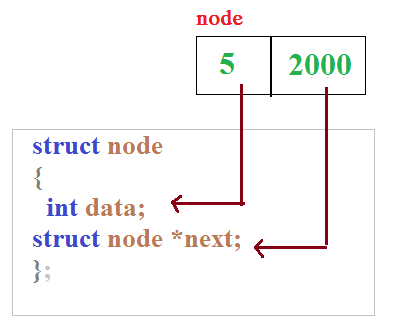 node
5 2000
struct node
{
int data;
struct node *next;
};